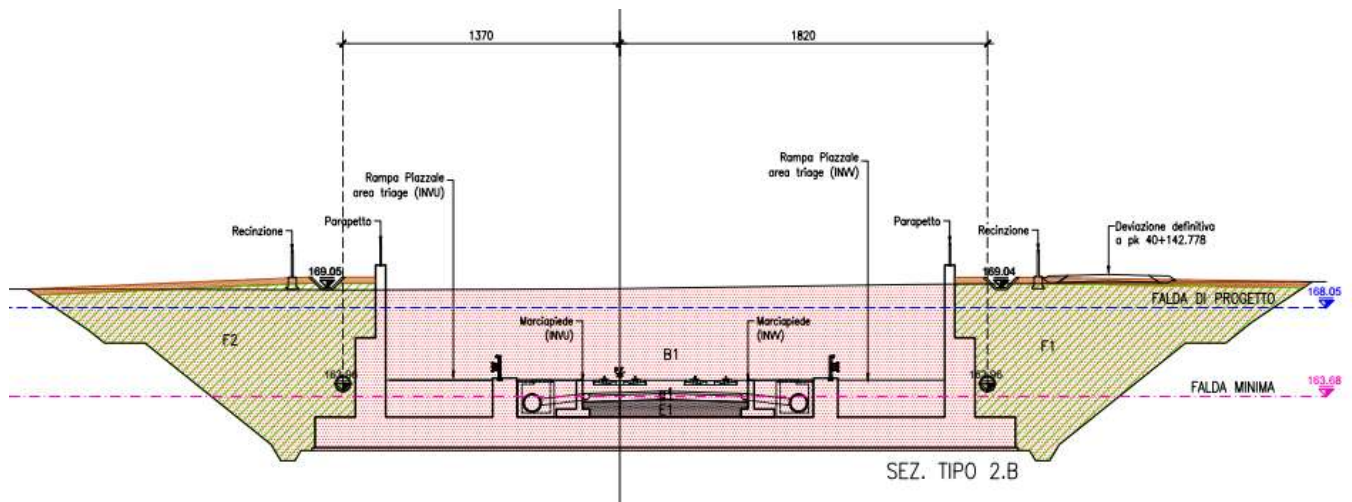 1370
1820
Rampa Piazzale
area triage (INVU)
Rampa Piazzale
area triage (INVV)
Recinzione
Parapetto
Parapetto
Recinzione
Deviazione definitiva
a pk 40+142.778
169.05
169.04
FALDA DI PROGETTO
168.05
Marciapiede
(INVU)
Marciapiede
(INVV)
F2
B1
F1
FALDA MINIMA
163.68
E1
SEZ. TIPO 2.B